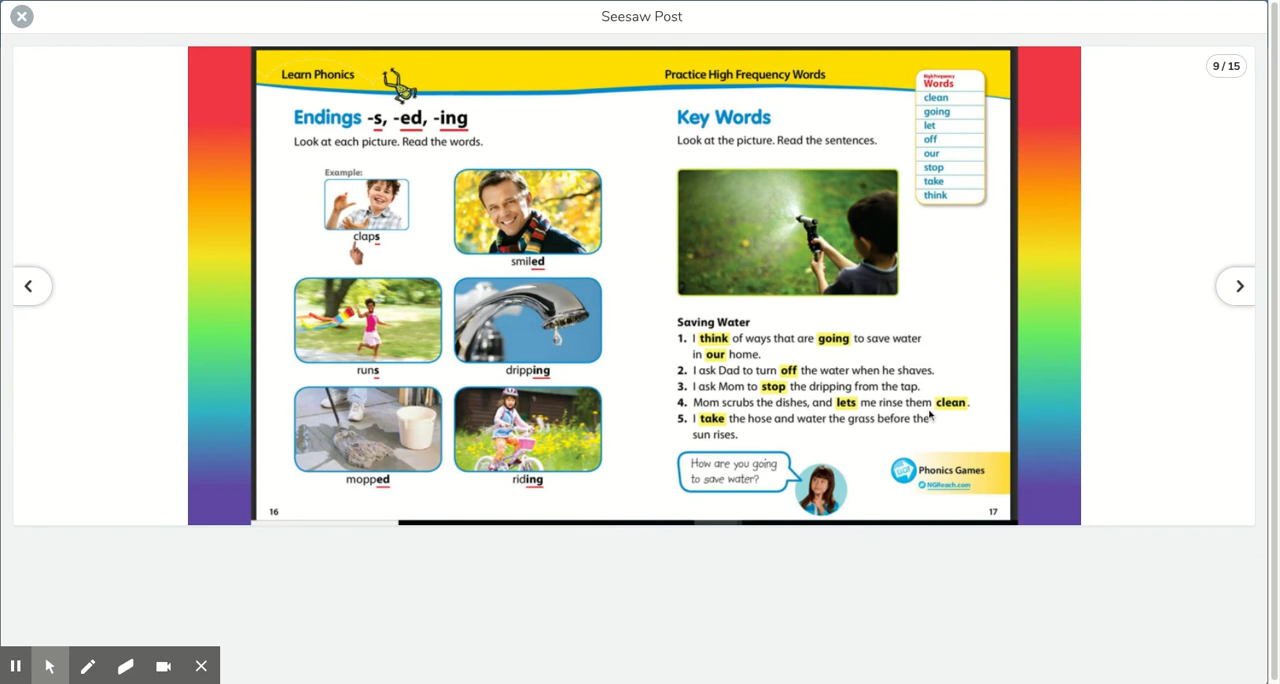 Seesaw Post
9 / 15
Learn Phonics
Endings -s, -ed, -ing
Look at each picture. Read the words.
Example:
claps
smiled
runs
dripping
mopped
riding
16
Practice High Frequency Words
High Frequency
Words
clean
going
let
off
our
stop
take
think
Key Words
Look at the picture. Read the sentences.
Saving Water
1. I think of ways that are going to save water
in our home.
2. I ask Dad to turn off the water when he shaves.
3. I ask Mom to stop the dripping from the tap.
4. Mom scrubs the dishes, and lets me rinse them clean.
5. I take the hose and water the grass before the
sun rises.
How are you going
to save water?
GO!
Phonics Games
NGReach.com
17